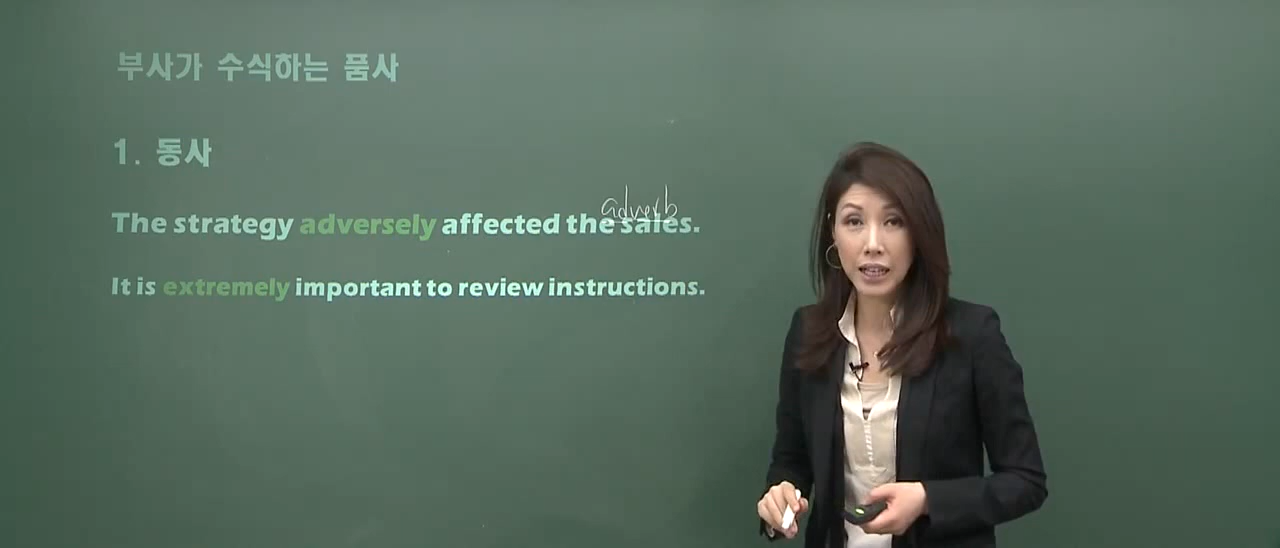 부사가 수식하는 품사
1. 동사
adverb
The strategy adversely affected the sales.
It is extremely important to review instructions.